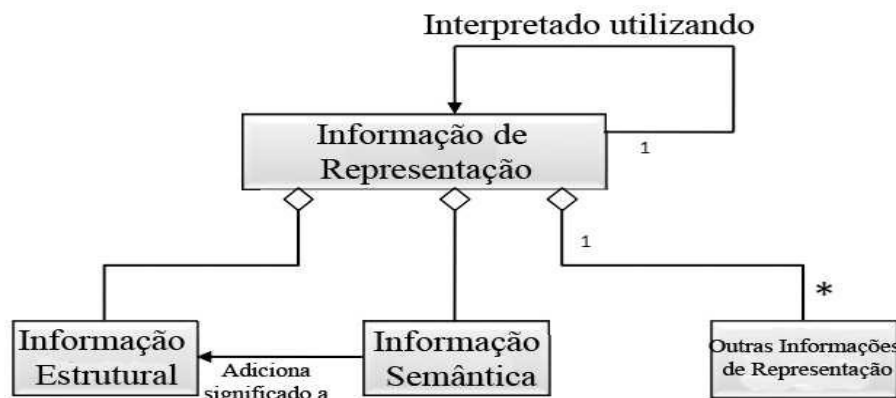 Interpretado utilizando
Informação de
Representação
1
1
*
Informação
Estrutural
Adiciona
significado a
Informação
Semântica
Outras Informações
de Representação